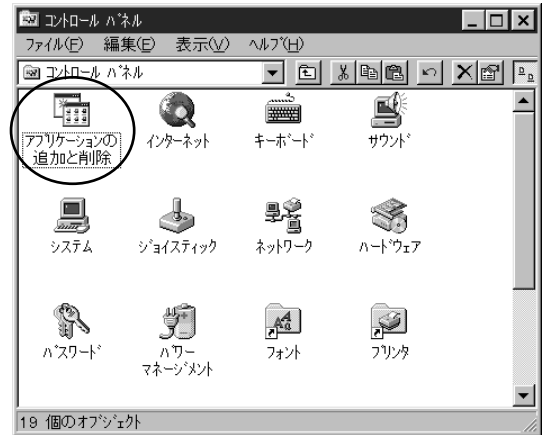 ｺﾝﾄﾛｰﾙ ﾊﾟﾈﾙ
ﾌｧｲﾙ(F) 編集(E) 表示(V) ﾍﾙﾌﾟ(H)
ｺﾝﾄﾛｰﾙ ﾊﾟﾈﾙ
ｱﾌﾟﾘｹｰｼｮﾝの
追加と削除
ｲﾝﾀｰﾈｯﾄ
ｷｰﾎﾞｰﾄﾞ
ｻｳﾝﾄﾞ
ｼｽﾃﾑ
ｼﾞｮｲｽﾃｨｯｸ
ﾈｯﾄﾜｰｸ
ﾊｰﾄﾞｳｪｱ
ﾊﾟｽﾜｰﾄﾞ
ﾊﾟﾜｰ
ﾏﾈｰｼﾞﾒﾝﾄ
ﾌｫﾝﾄ
ﾌﾟﾘﾝﾀ
19 個のｵﾌﾞｼﾞｪｸﾄ